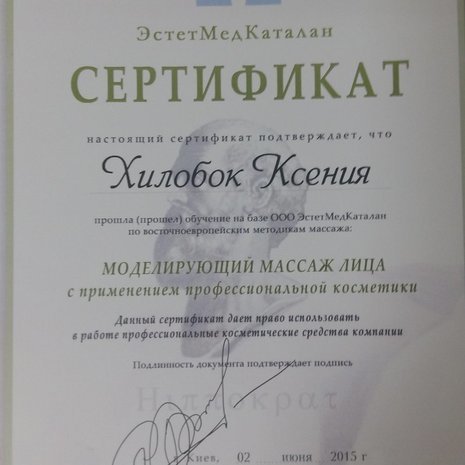 ЭстетМедКаталан
СЕРТИФИКАТ
настоящий сертификат подтверждает, что
Хилобок Ксения
прошла (прошел) обучение на базе ООО ЭстетМедКаталан
по восточноевропейским методикам массажа:
МОДЕЛИРУЮЩИЙ МАССАЖ ЛИЦА
с применением профессиональной косметики
Данный сертификат дает право использовать
в работе профессиональные косметические средства компании
Подлинность документа подтверждает подпись
Hippократ
г. Киев, 02 июня 2015 г